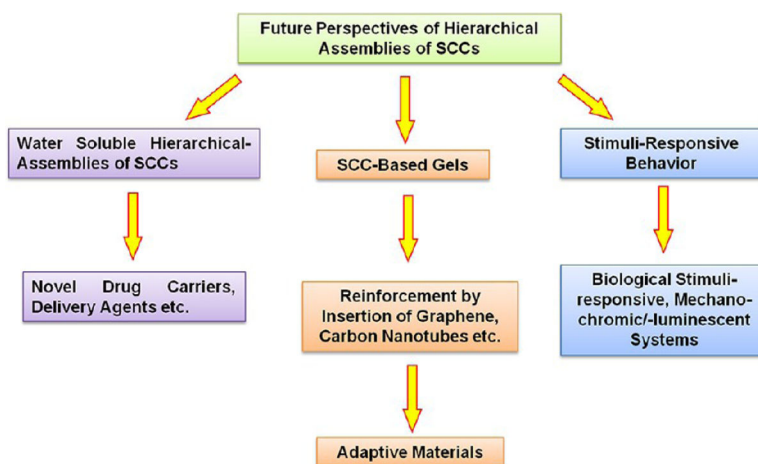 Future Perspectives of Hierarchical
Assemblies of SCCs
Water Soluble Hierarchical-
Assemblies of SCCs
SCC-Based Gels
Stimuli-Responsive
Behavior
Novel Drug Carriers,
Delivery Agents etc.
Reinforcement by
Insertion of Graphene,
Carbon Nanotubes etc.
Biological Stimuli-
responsive, Mechano-
chromic/-luminescent
Systems
Adaptive Materials